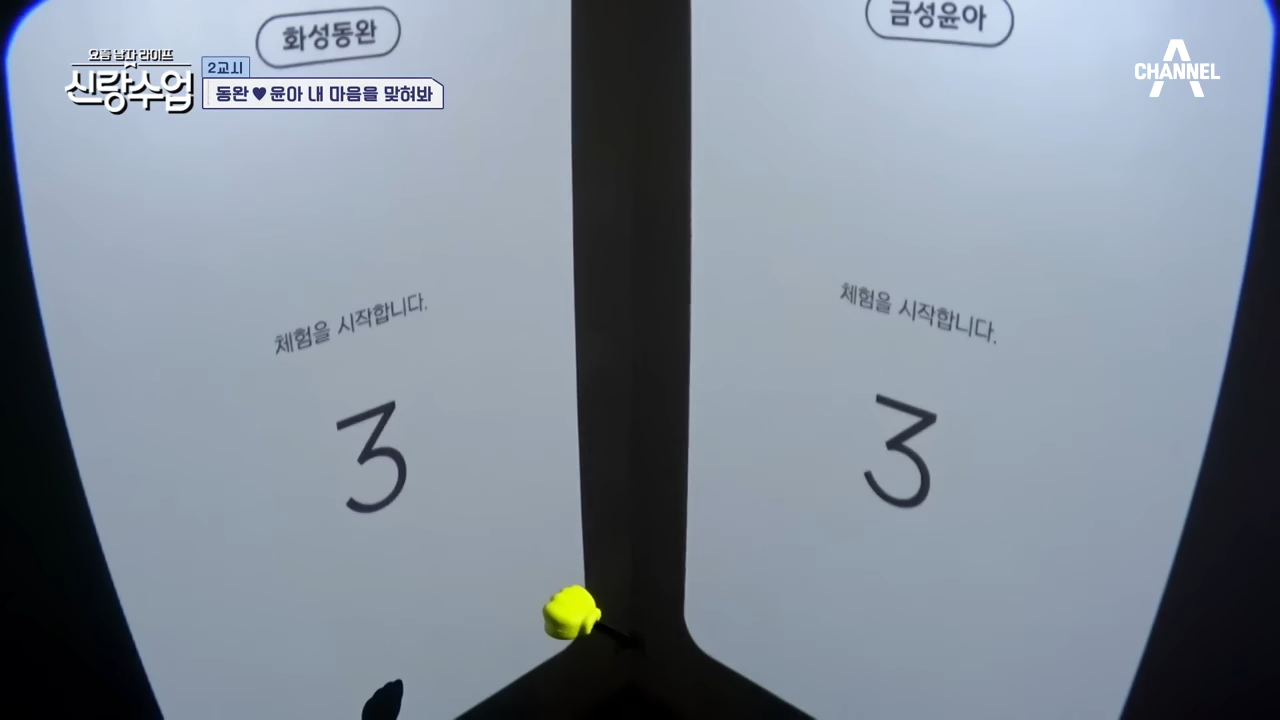 요즘 남자 라이프
신랑수업
2교시
동완♥윤아 내 마음을 맞혀봐
CHANNEL A
화성동완
금성윤아
체험을 시작합니다.
3
체험을 시작합니다.
3